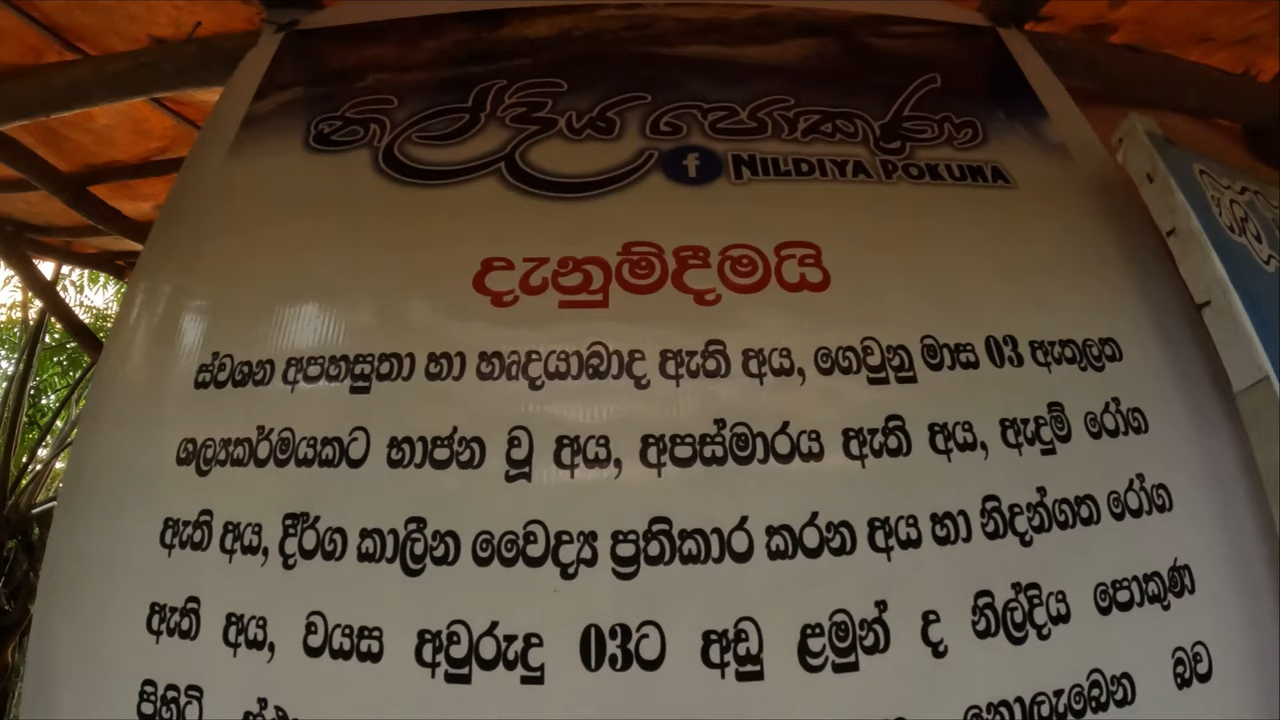 නිල්දිය පොකුණ
f NILDIYA POKUNA
දැනුම්දීමයි
ස්වශන අපහසුතා හා හෘදයාබාද ඇති අය, ගෙවුනු මාස 03 ඇතුලත
ශල්‍යකර්මයකට භාජන වූ අය, අපස්මාරය ඇති අය, ඇදුම් රෝග
ඇති අය, දීර්ග කාලීන වෛද්‍ය ප්‍රතිකාර කරන අය හා නිදන්ගත රෝග
ඇති අය, වයස අවුරුදු 03ට අඩු ළමුන් ද නිල්දිය පොකුණ
පිහිටි නොලැබෙන බව
නිල